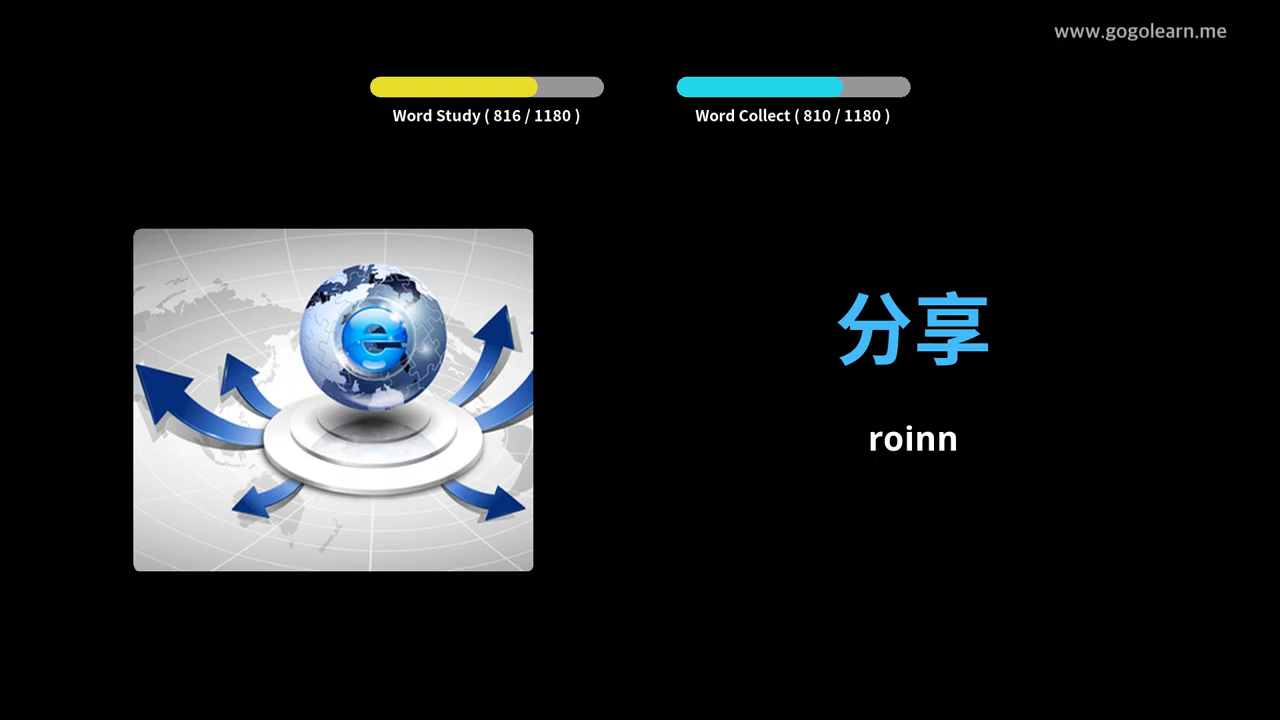 www.gogolearn.me
Word Study ( 816 / 1180 )
Word Collect ( 810 / 1180 )
e
分享
roinn